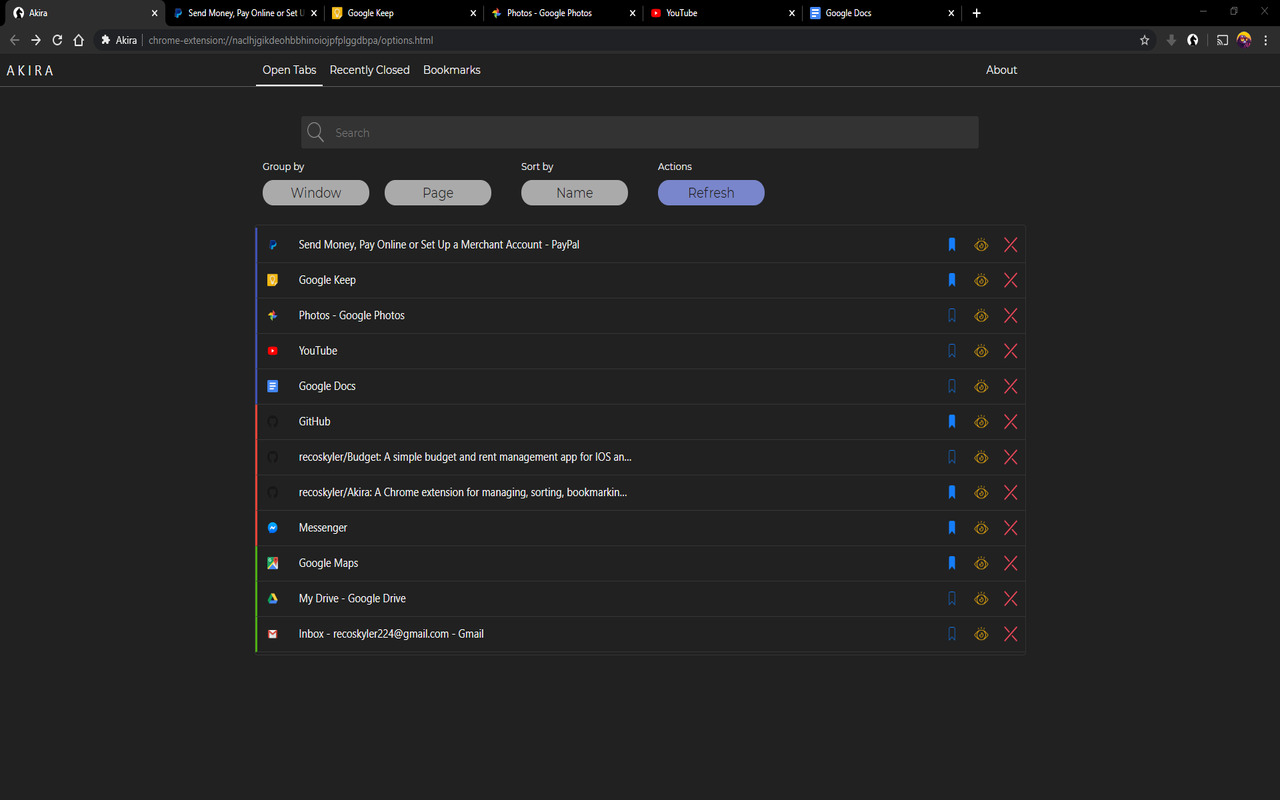 Akira
Send Money, Pay Online or Set U
Google Keep
Photos - Google Photos
YouTube
Google Docs
Akira chrome-extension://naclhjgikdeohbbhinoiojpfplggdbpa/options.html
AKIRA
Open Tabs Recently Closed Bookmarks About
Search
Group by Sort by Actions
Window Page Name Refresh
Send Money, Pay Online or Set Up a Merchant Account - PayPal
Google Keep
Photos - Google Photos
YouTube
Google Docs
GitHub
recoskyler/Budget: A simple budget and rent management app for IOS an...
recoskyler/Akira: A Chrome extension for managing, sorting, bookmarkin...
Messenger
Google Maps
My Drive - Google Drive
Inbox - recoskyler224@gmail.com - Gmail